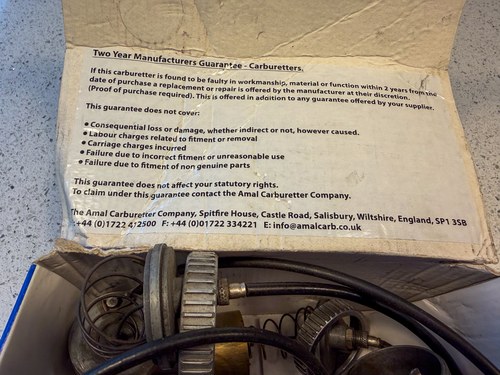 Two Year Manufacturers Guarantee - Carburetters.
If this carburetter is found to be faulty in workmanship, material or function within 2 years from the
date of purchase a replacement or repair is offered by the manufacturer at their discretion.
(Proof of purchase required). This is offered in addition to any guarantee offered by your supplier.
This guarantee does not cover:
• Consequential loss or damage, whether indirect or not, however caused.
• Labour charges related to fitment or removal
• Carriage charges incurred
• Failure due to incorrect fitment or unreasonable use
• Failure due to fitment of non genuine parts
This guarantee does not affect your statutory rights.
To claim under this guarantee contact the Amal Carburetter Company.
The Amal Carburetter Company, Spitfire House, Castle Road, Salisbury, Wiltshire, England, SP1 3SB
+44 (0)1722 412500 F: +44 (0)1722 334221 E: info@amalcarb.co.uk